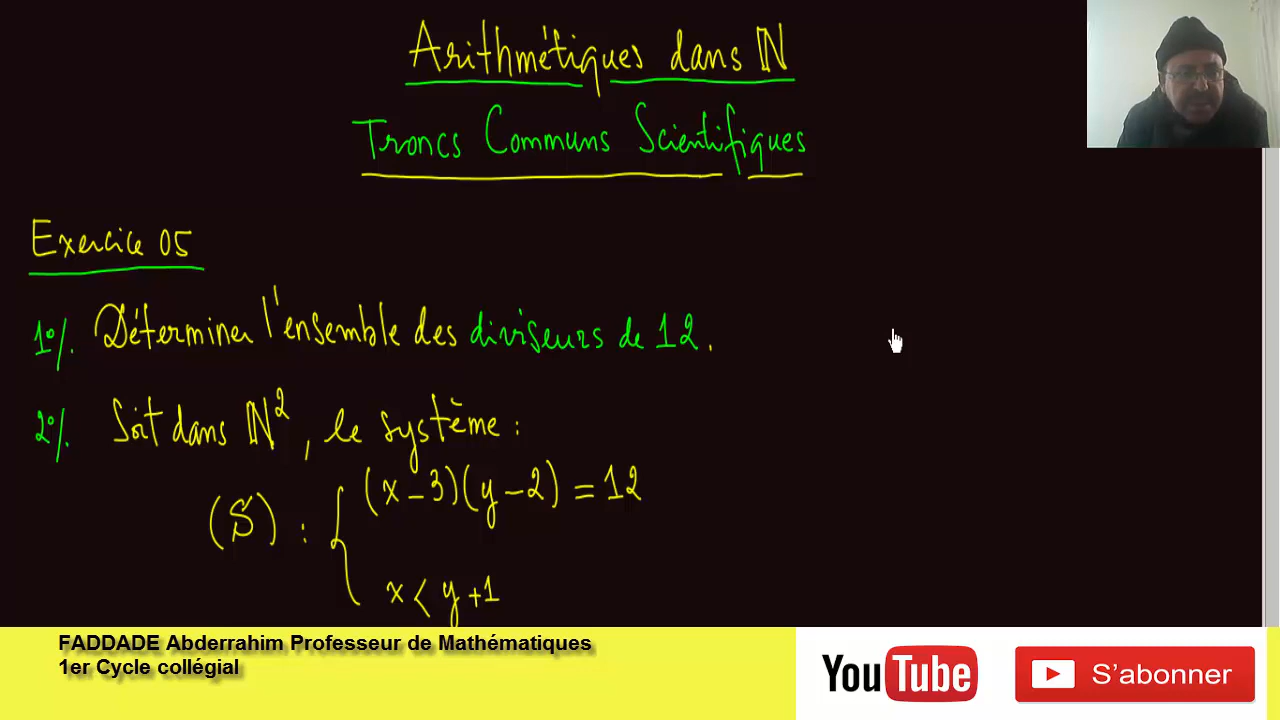 Arithmétiques dans ℕ
Troncs Communs Scientifiques
Exercice 05
1°/. Déterminer l'ensemble des diviseurs de 12.
2°/. Soit dans ℕ², le système :
(S) : { (x-3)(y-2) = 12
x < y+1
FADDADE Abderrahim Professeur de Mathématiques
1er Cycle collégial
YouTube
S'abonner